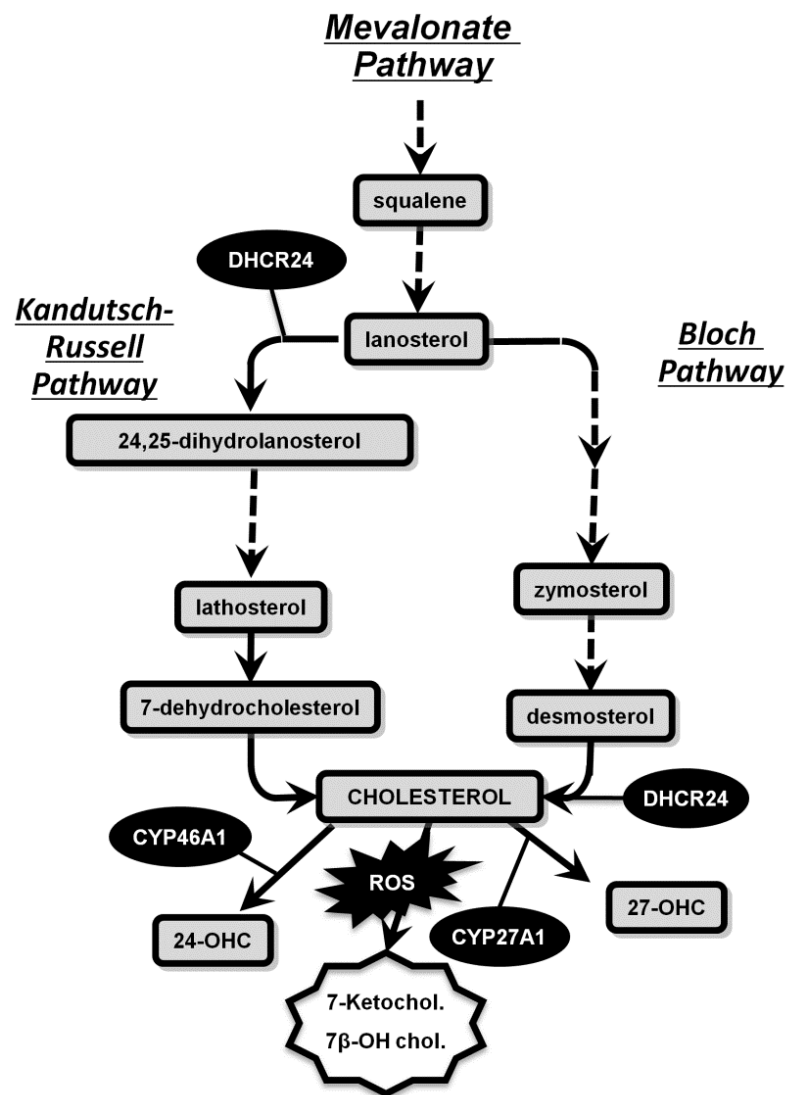 Mevalonate
Pathway
squalene
DHCR24
lanosterol
Kandutsch-
Russell
Pathway
Bloch
Pathway
24,25-dihydrolanosterol
lathosterol
zymosterol
7-dehydrocholesterol
desmosterol
CHOLESTEROL
DHCR24
CYP46A1
ROS
27-OHC
24-OHC
CYP27A1
7-Ketochol.
7β-OH chol.